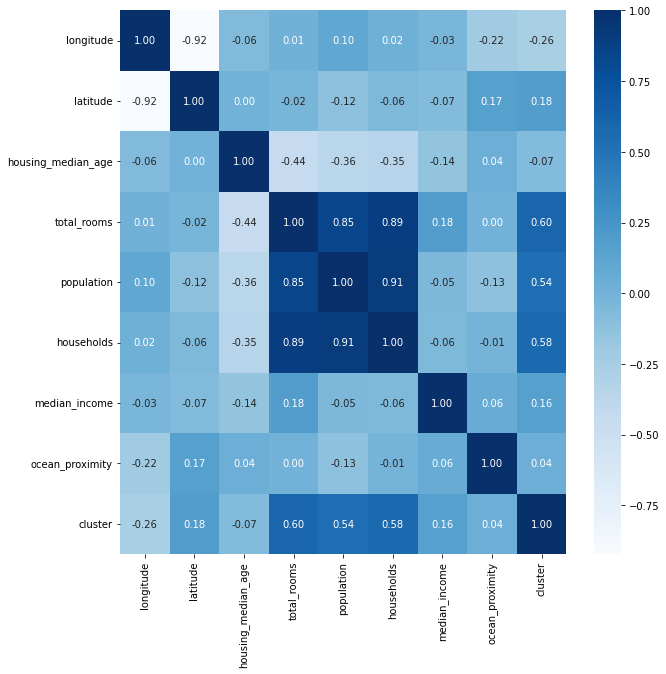 longitude 1.00 -0.92 -0.06 0.01 0.10 0.02 -0.03 -0.22 -0.26
latitude -0.92 1.00 0.00 -0.02 -0.12 -0.06 -0.07 0.17 0.18
housing_median_age -0.06 0.00 1.00 -0.44 -0.36 -0.35 -0.14 0.04 -0.07
total_rooms 0.01 -0.02 -0.44 1.00 0.85 0.89 0.18 0.00 0.60
population 0.10 -0.12 -0.36 0.85 1.00 0.91 -0.05 -0.13 0.54
households 0.02 -0.06 -0.35 0.89 0.91 1.00 -0.06 -0.01 0.58
median_income -0.03 -0.07 -0.14 0.18 -0.05 -0.06 1.00 0.06 0.16
ocean_proximity -0.22 0.17 0.04 0.00 -0.13 -0.01 0.06 1.00 0.04
cluster -0.26 0.18 -0.07 0.60 0.54 0.58 0.16 0.04 1.00
longitude
latitude
housing_median_age
total_rooms
population
households
median_income
ocean_proximity
cluster
1.00
0.75
0.50
0.25
0.00
-0.25
-0.50
-0.75